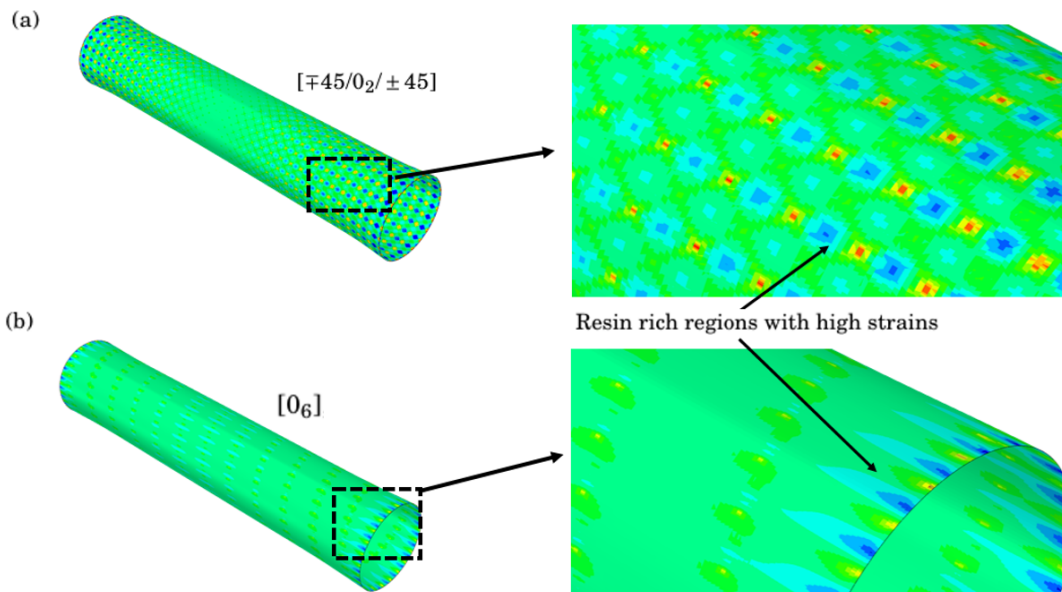 (a)
[∓45/0₂/±45]
Resin rich regions with high strains
(b)
[0₆]